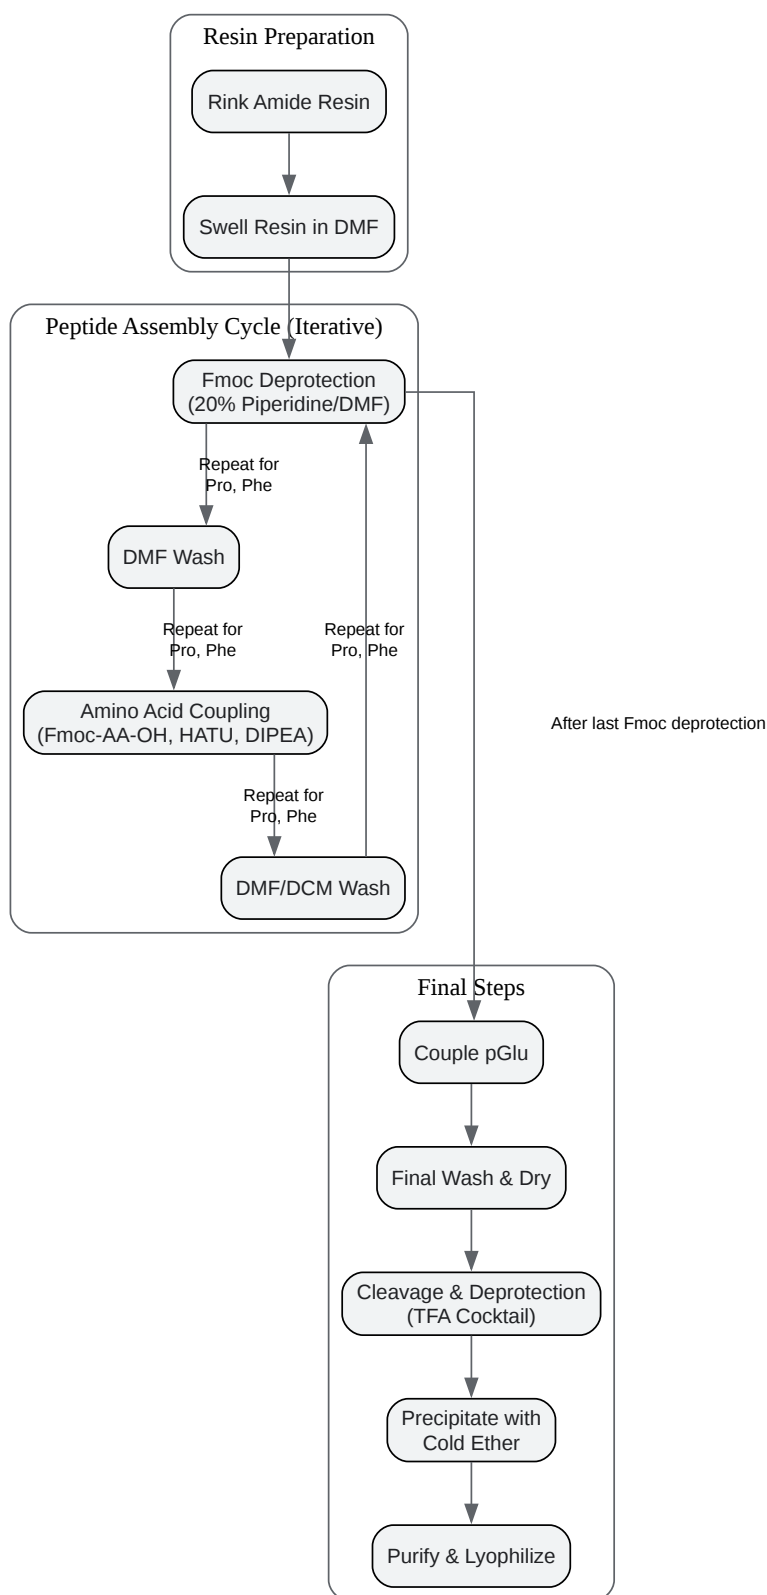 Resin Preparation
Rink Amide Resin
Swell Resin in DMF
Peptide Assembly Cycle (Iterative)
Fmoc Deprotection
(20% Piperidine/DMF)
Repeat for
Pro, Phe
DMF Wash
Repeat for
Pro, Phe
Repeat for
Pro, Phe
Amino Acid Coupling
(Fmoc-AA-OH, HATU, DIPEA)
After last Fmoc deprotection
Repeat for
Pro, Phe
DMF/DCM Wash
Final Steps
Couple pGlu
Final Wash & Dry
Cleavage & Deprotection
(TFA Cocktail)
Precipitate with
Cold Ether
Purify & Lyophilize